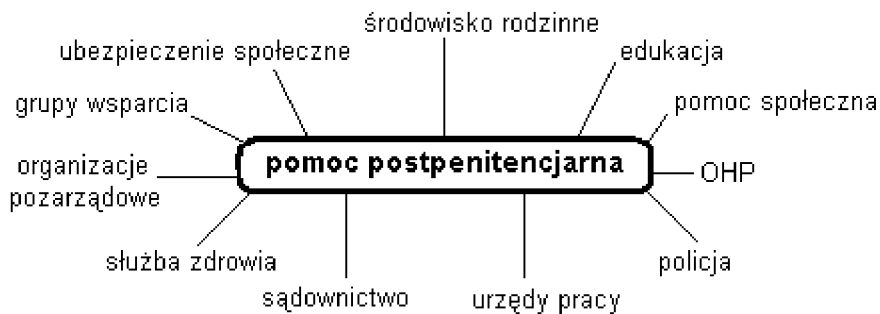 środowisko rodzinne
ubezpieczenie społeczne
edukacja
grupy wsparcia
pomoc społeczna
pomoc postpenitencjarna
organizacje
pozarządowe
OHP
służba zdrowia
policja
sądownictwo
urzędy pracy